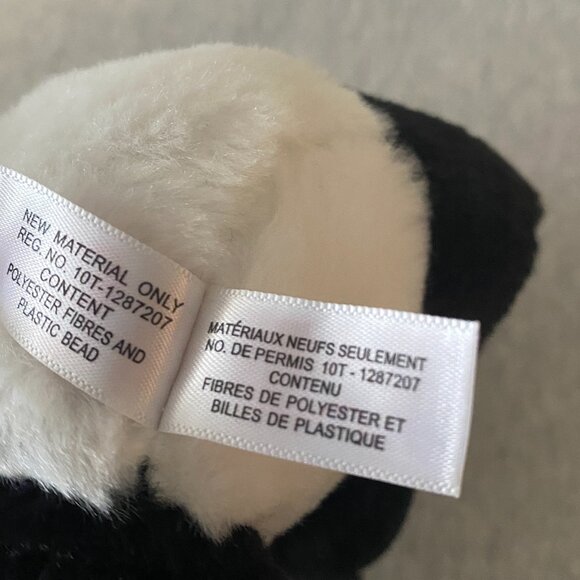 NEW MATERIAL ONLY
REG. NO. 10T-1287207
CONTENT
POLYESTER FIBRES AND
PLASTIC BEAD
MATÉRIAUX NEUFS SEULEMENT
NO. DE PERMIS 10T - 1287207
CONTENU
FIBRES DE POLYESTER ET
BILLES DE PLASTIQUE